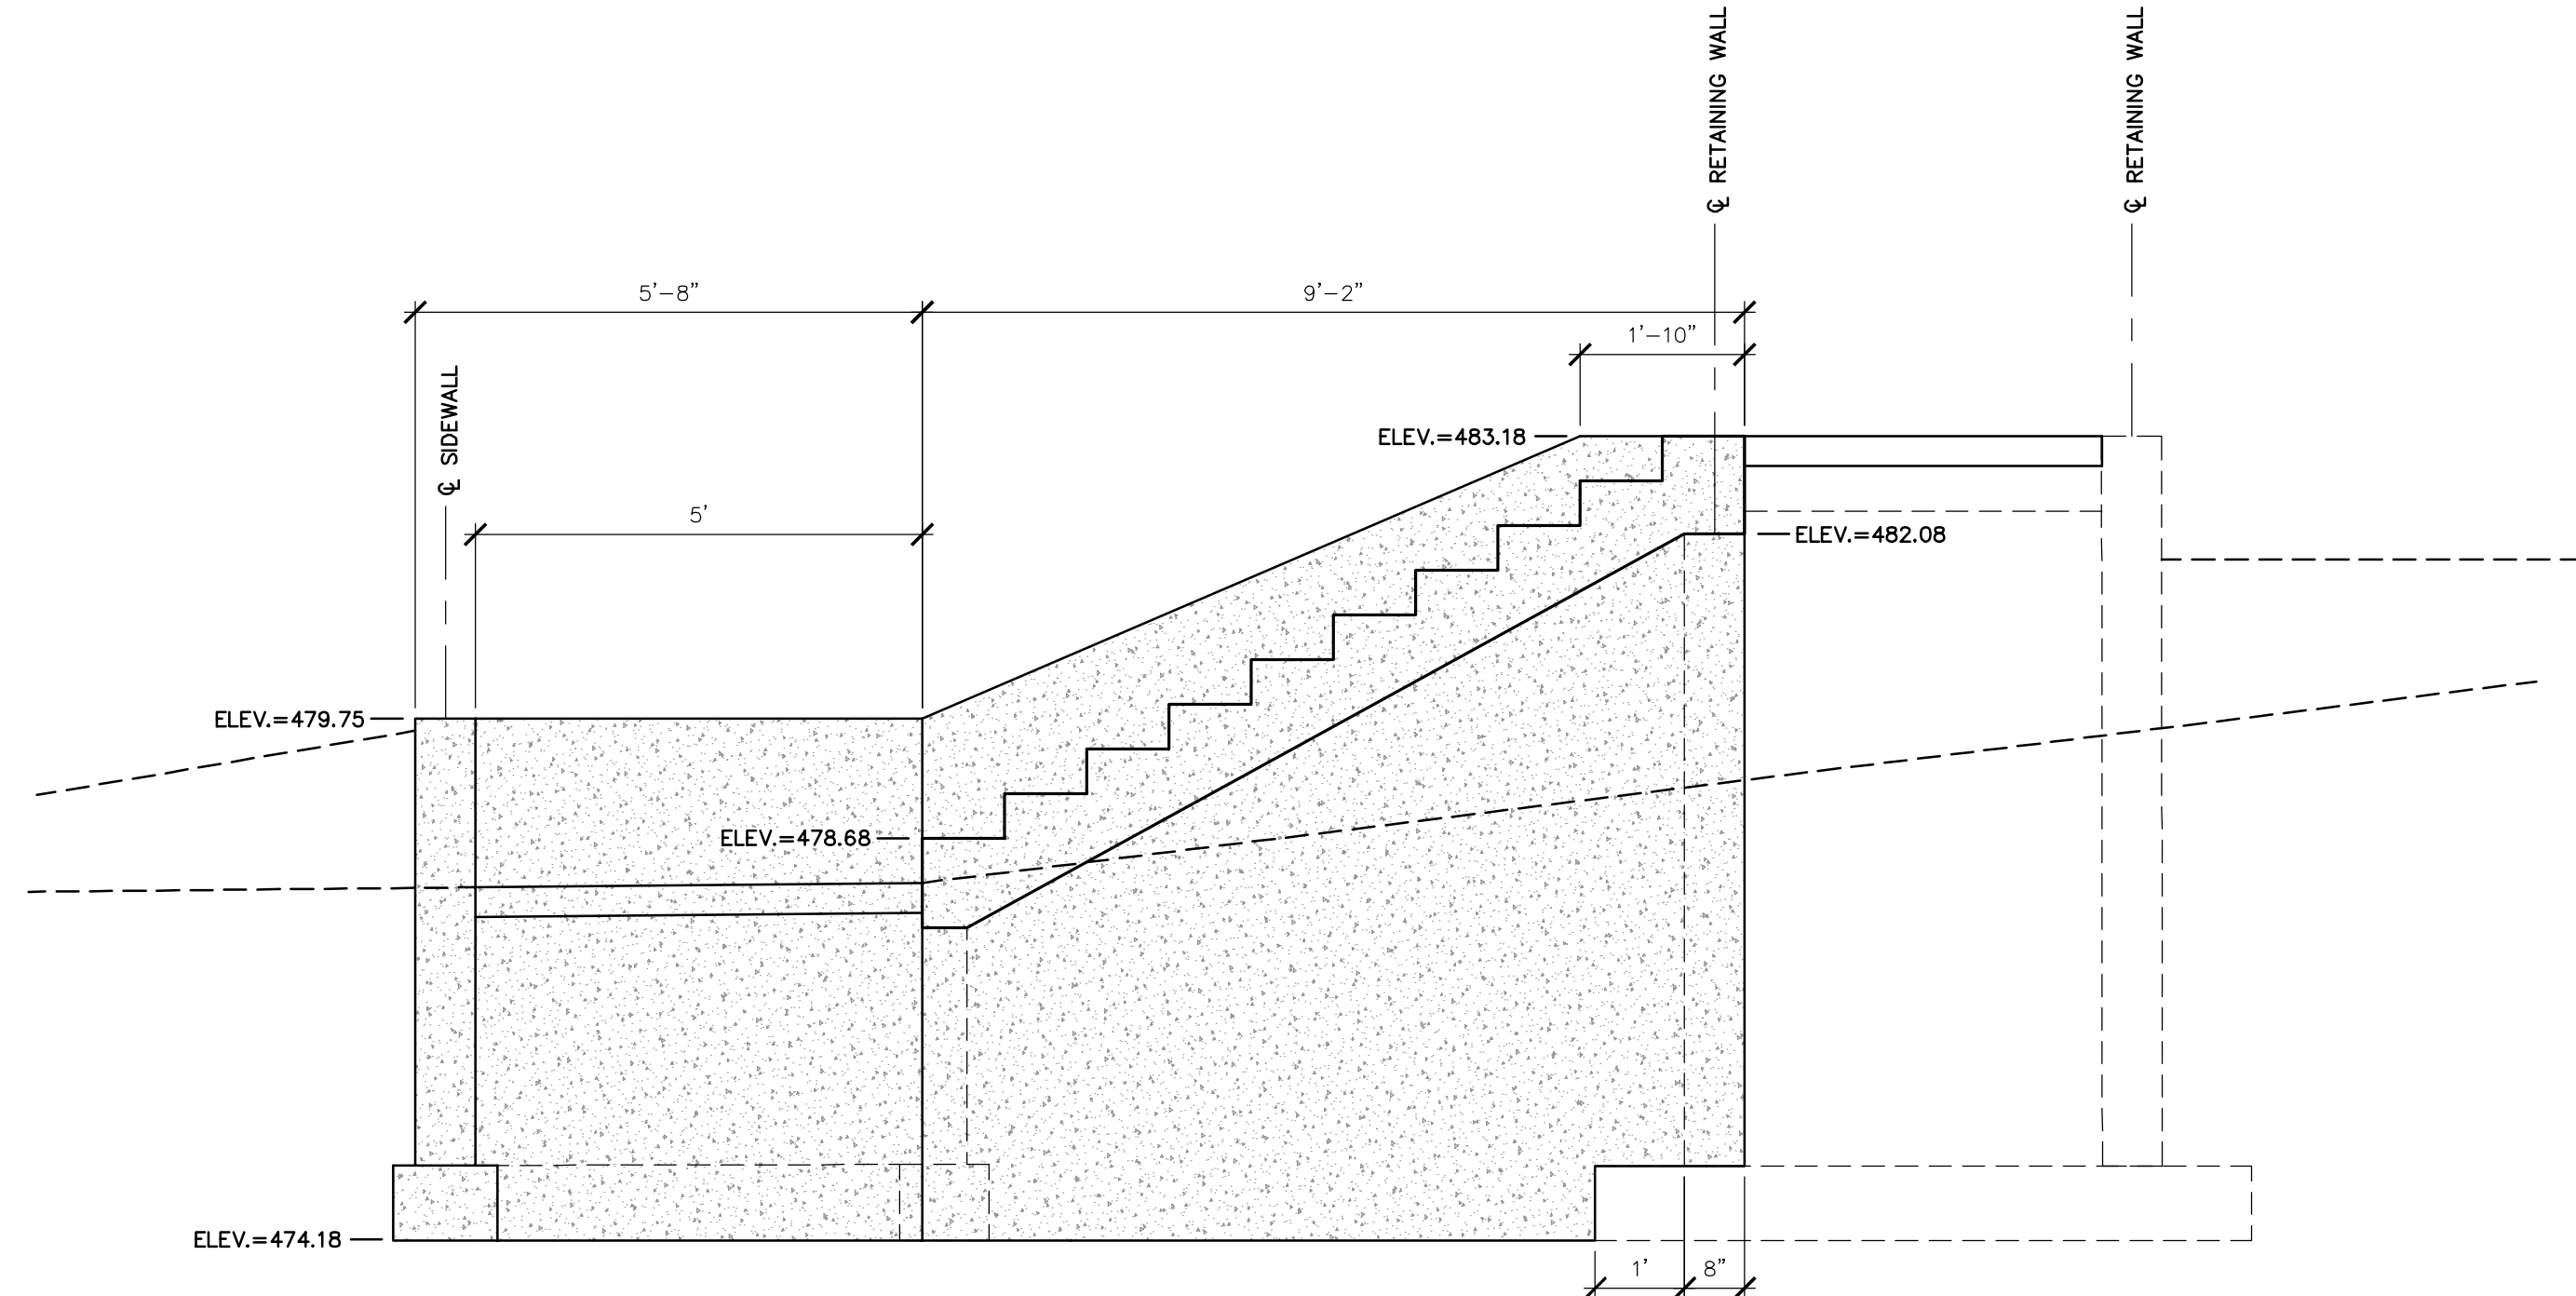 ℄ RETAINING WALL
℄ RETAINING WALL
5'-8"
9'-2"
1'-10"
℄ SIDEWALL
ELEV.=483.18
5'
ELEV.=482.08
ELEV.=479.75
ELEV.=478.68
ELEV.=474.18
1'
8"